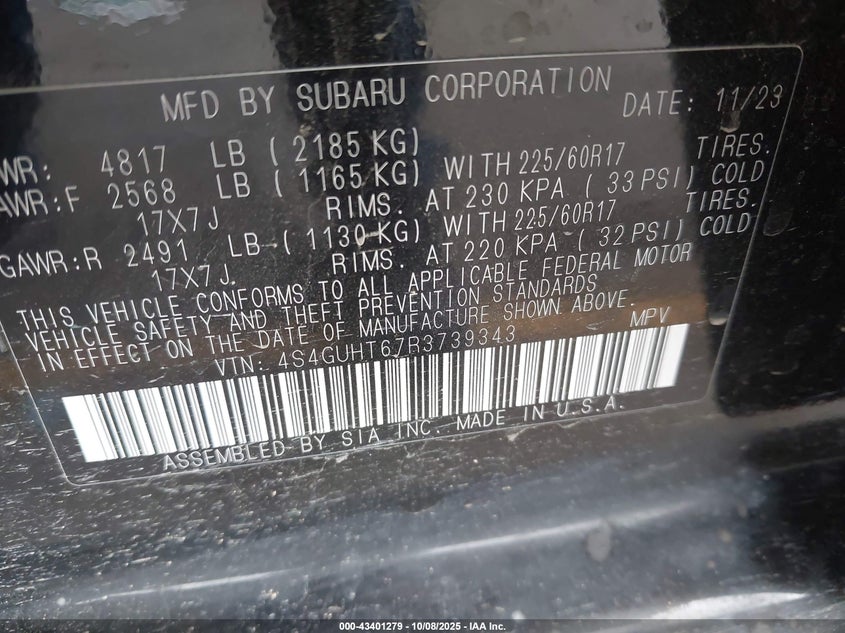 MFD BY SUBARU CORPORATION DATE: 11/23
WR: 4817 LB ( 2185 KG)
AWR:F 2568 LB ( 1165 KG) WITH 225/60R17 TIRES.
17X7J RIMS. AT 230 KPA ( 33 PSI) COLD
GAWR:R 2491 LB ( 1130 KG) WITH 225/60R17 TIRES.
17X7J. RIMS. AT 220 KPA ( 32 PSI) COLD
THIS VEHICLE CONFORMS TO ALL APPLICABLE FEDERAL MOTOR
VEHICLE SAFETY AND THEFT PREVENTION STANDARDS
IN EFFECT ON THE DATE OF MANUFACTURE SHOWN ABOVE.
VIN: 4S4GUHT67R3739343 MPV
ASSEMBLED BY SIA INC. MADE IN U.S.A.
000-43401279 - 10/08/2025 - IAA Inc.